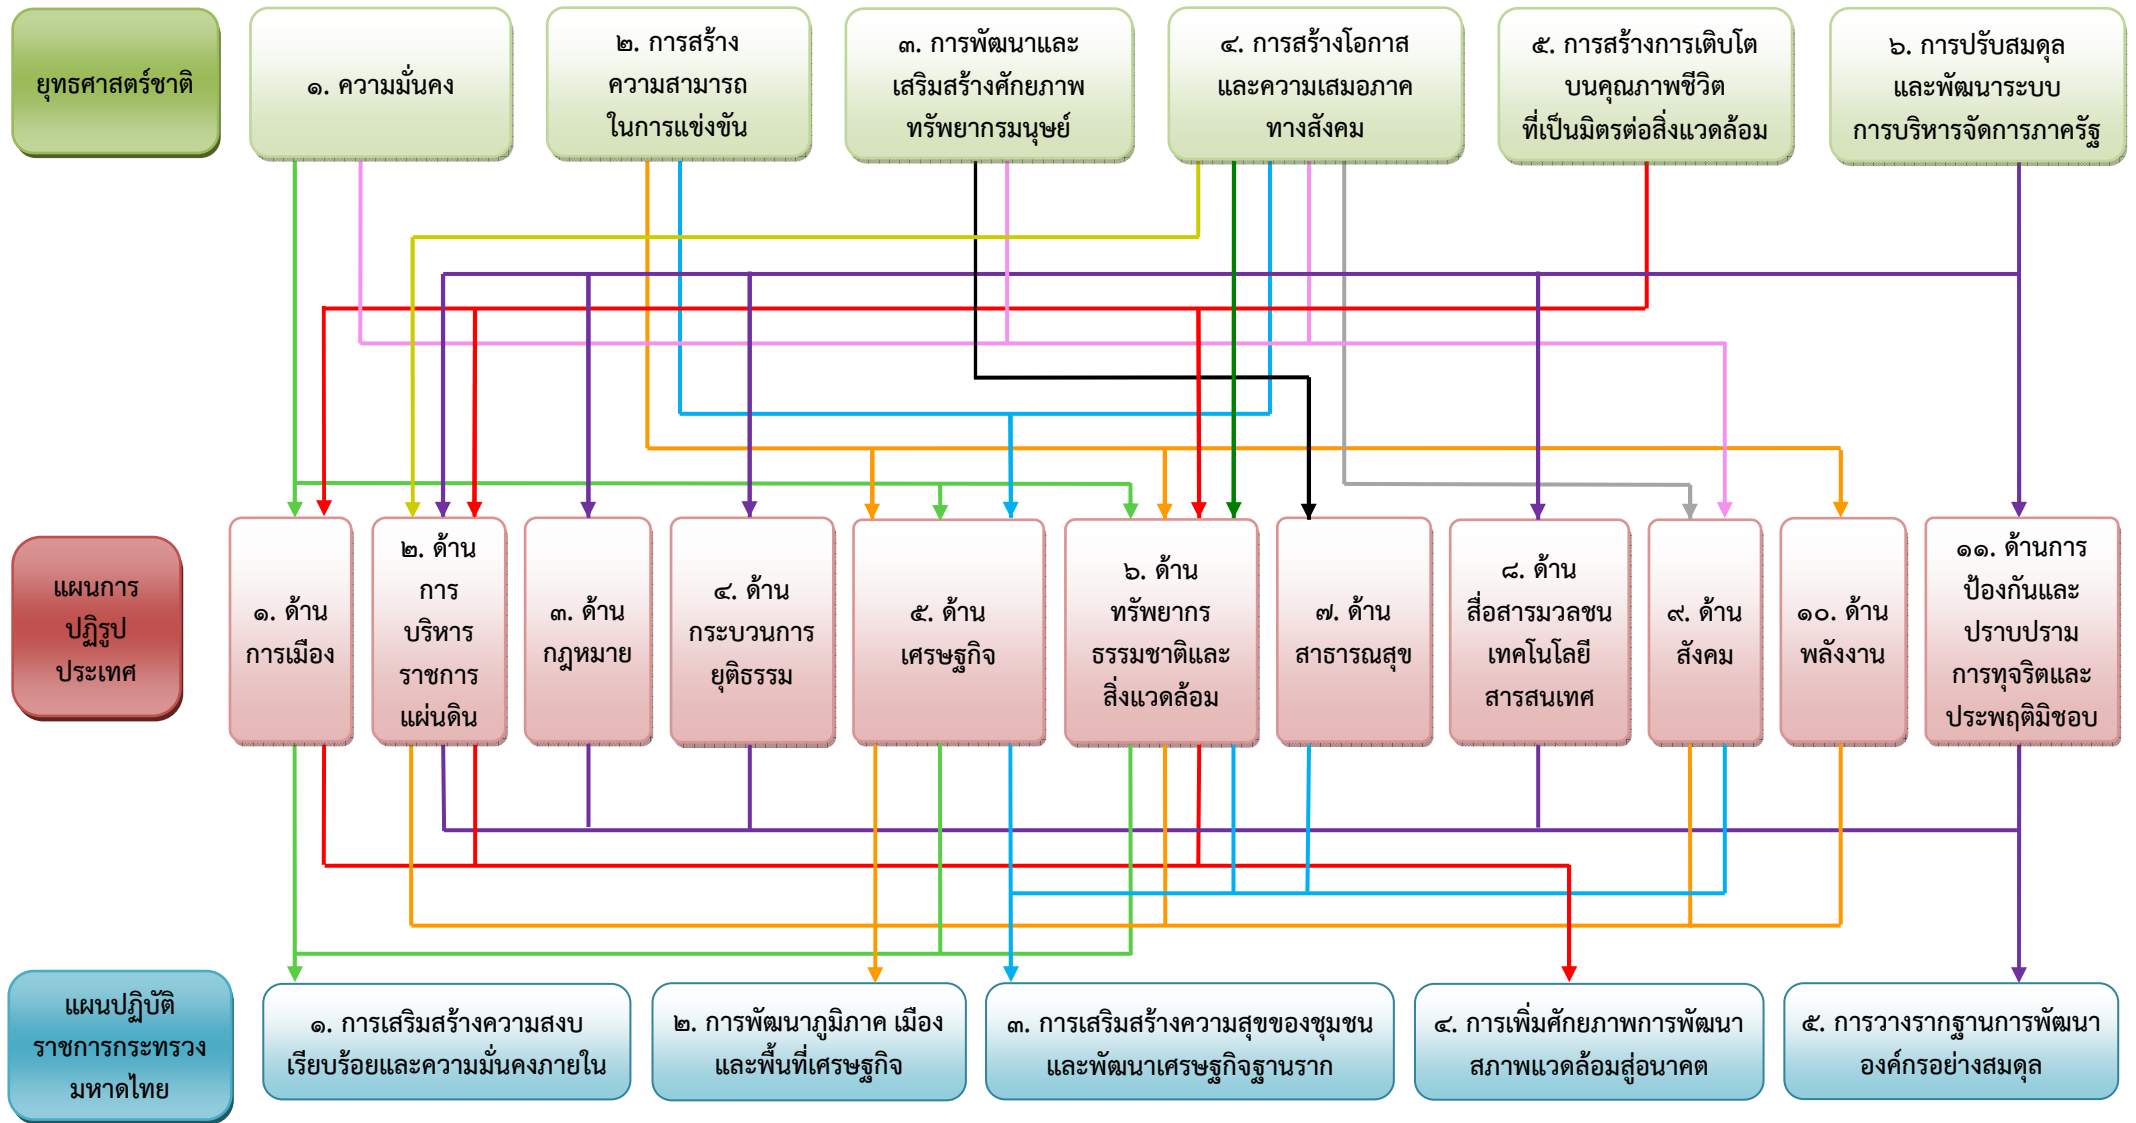 ยุทธศาสตร์ชาติ
๑. ความมั่นคง
๒. การสร้าง
ความสามารถ
ในการแข่งขัน
๓. การพัฒนาและ
เสริมสร้างศักยภาพ
ทรัพยากรมนุษย์
๔. การสร้างโอกาส
และความเสมอภาค
ทางสังคม
๕. การสร้างการเติบโต
บนคุณภาพชีวิต
ที่เป็นมิตรต่อสิ่งแวดล้อม
๖. การปรับสมดุล
และพัฒนาระบบ
การบริหารจัดการภาครัฐ
แผนการ
ปฏิรูป
ประเทศ
๑. ด้าน
การเมือง
๒. ด้าน
การ
บริหาร
ราชการ
แผ่นดิน
๓. ด้าน
กฎหมาย
๔. ด้าน
กระบวนการ
ยุติธรรม
๕. ด้าน
เศรษฐกิจ
๖. ด้าน
ทรัพยากร
ธรรมชาติและ
สิ่งแวดล้อม
๗. ด้าน
สาธารณสุข
๘. ด้าน
สื่อสารมวลชน
เทคโนโลยี
สารสนเทศ
๙. ด้าน
สังคม
๑๐. ด้าน
พลังงาน
๑๑. ด้านการ
ป้องกันและ
ปราบปราม
การทุจริตและ
ประพฤติมิชอบ
แผนปฏิบัติ
ราชการกระทรวง
มหาดไทย
๑. การเสริมสร้างความสงบ
เรียบร้อยและความมั่นคงภายใน
๒. การพัฒนาภูมิภาค เมือง
และพื้นที่เศรษฐกิจ
๓. การเสริมสร้างความสุขของชุมชน
และพัฒนาเศรษฐกิจฐานราก
๔. การเพิ่มศักยภาพการพัฒนา
สภาพแวดล้อมสู่อนาคต
๕. การวางรากฐานการพัฒนา
องค์กรอย่างสมดุล